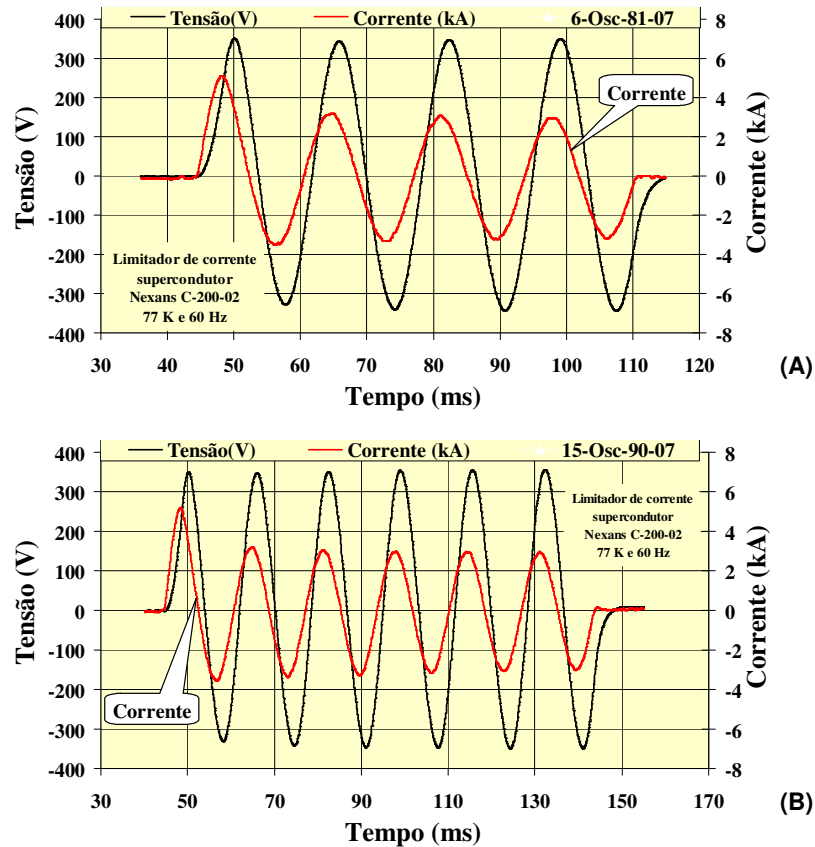 Tensão(V) Corrente (kA) 6-Osc-81-07
400
300
200
100
0
-100
-200
-300
-400
8
6
4
2
0
-2
-4
-6
-8
Tensão (V)
Corrente (kA)
Corrente
Limitador de corrente
supercondutor
Nexans C-200-02
77 K e 60 Hz
30 40 50 60 70 80 90 100 110 120
Tempo (ms)
(A)
Tensão(V) Corrente (kA) 15-Osc-90-07
400
300
200
100
0
-100
-200
-300
-400
8
6
4
2
0
-2
-4
-6
-8
Tensão (V)
Corrente (kA)
Limitador de corrente
supercondutor
Nexans C-200-02
77 K e 60 Hz
Corrente
30 50 70 90 110 130 150 170
Tempo (ms)
(B)